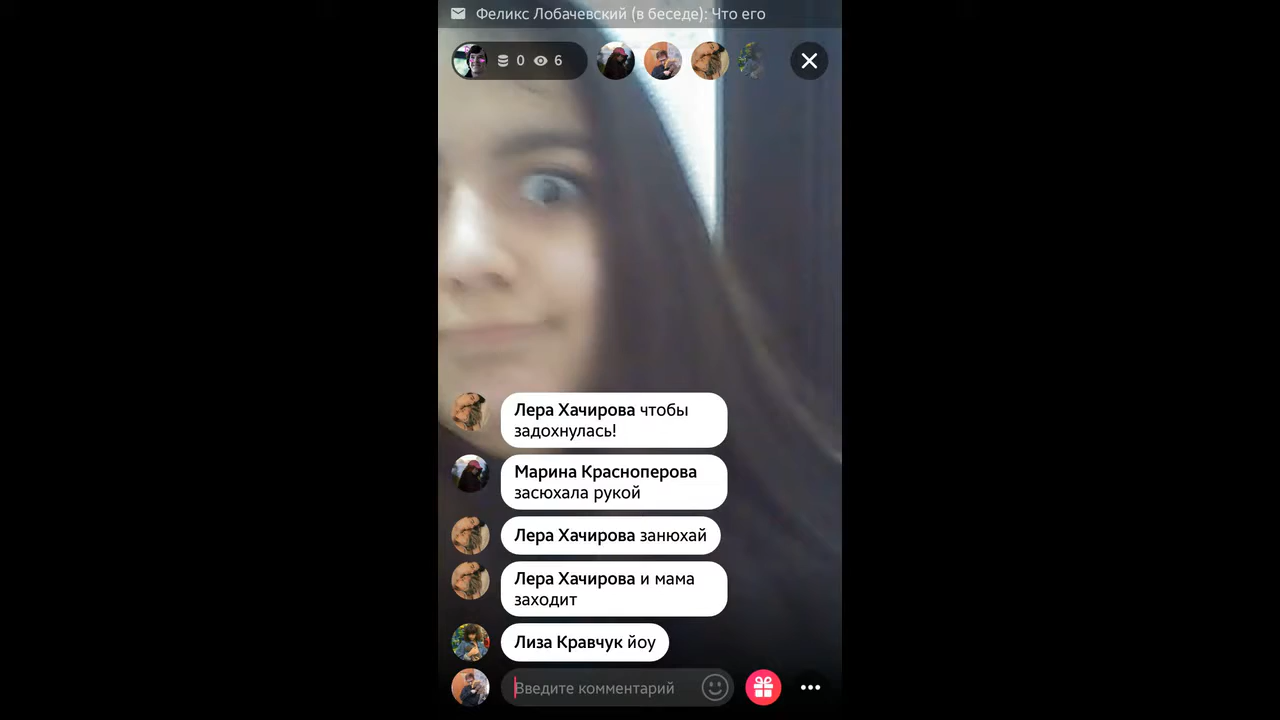 Феликс Лобачевский (в беседе): Что его
0 6
Лера Хачирова чтобы
задохнулась!
Марина Красноперова
засюхала рукой
Лера Хачирова занюхай
Лера Хачирова и мама
заходит
Лиза Кравчук йоу
Введите комментарий